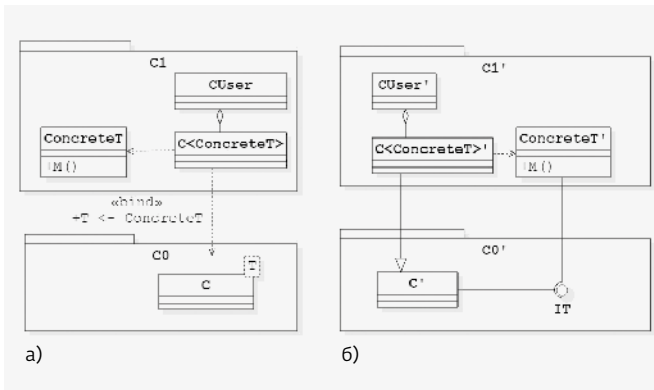 C1
CUser
ConcreteT
C<ConcreteT>
+M()
«bind»
+T <- ConcreteT
C0
T
C
а)
C1'
CUser'
C<ConcreteT>'
ConcreteT'
+M()
C0'
C'
IT
б)